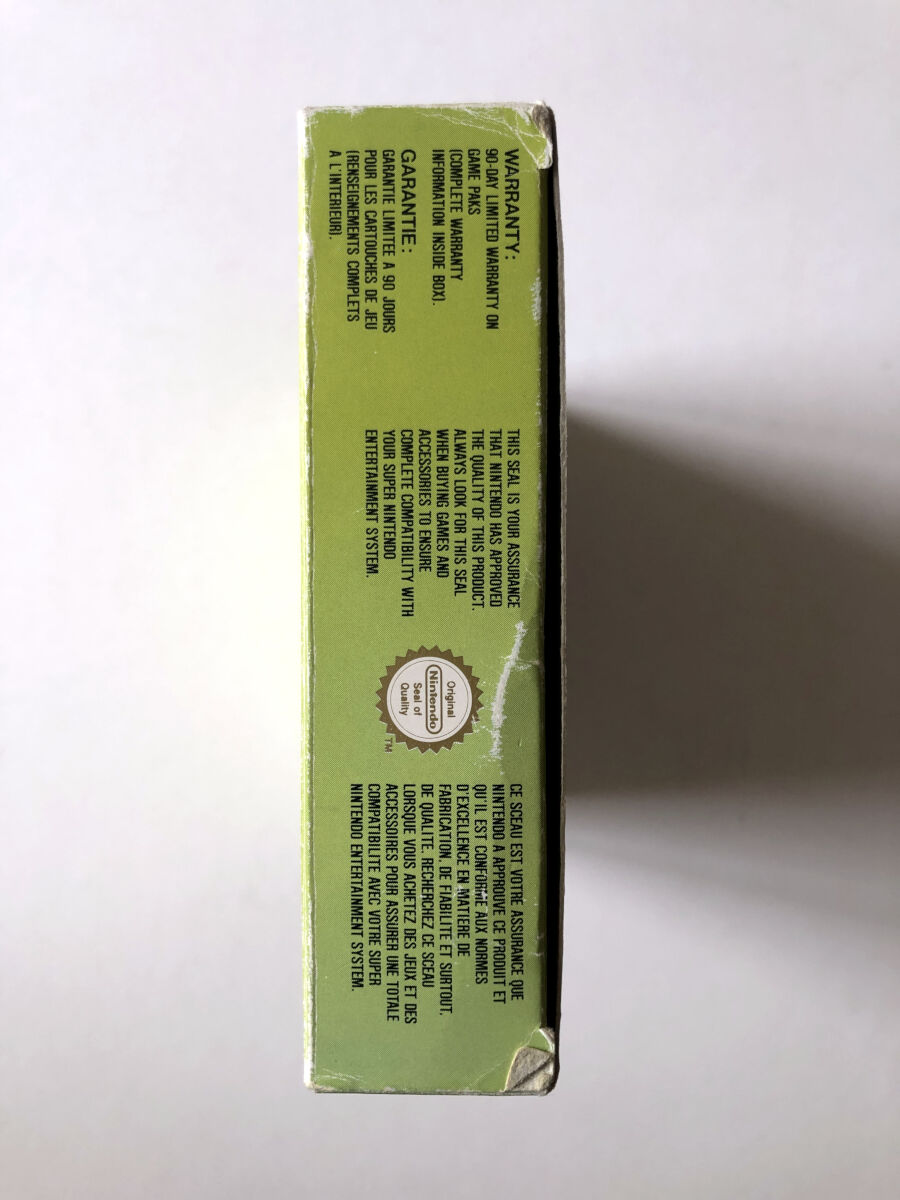 WARRANTY:
90-DAY LIMITED WARRANTY ON
GAME PAKS
(COMPLETE WARRANTY
INFORMATION INSIDE BOX).
GARANTIE:
GARANTIE LIMITEE A 90 JOURS
POUR LES CARTOUCHES DE JEU
(RENSEIGNEMENTS COMPLETS
A L'INTERIEUR).
THIS SEAL IS YOUR ASSURANCE
THAT NINTENDO HAS APPROVED
THE QUALITY OF THIS PRODUCT.
ALWAYS LOOK FOR THIS SEAL
WHEN BUYING GAMES AND
ACCESSORIES TO ENSURE
COMPLETE COMPATIBILITY WITH
YOUR SUPER NINTENDO
ENTERTAINMENT SYSTEM.
Original
Nintendo
Seal of
Quality
TM
CE SCEAU EST VOTRE ASSURANCE QUE
NINTENDO A APPROUVE CE PRODUIT ET
QU'IL EST CONFORME AUX NORMES
D'EXCELLENCE EN MATIERE DE
FABRICATION, DE FIABILITE ET SURTOUT,
DE QUALITE. RECHERCHEZ CE SCEAU
LORSQUE VOUS ACHETEZ DES JEUX ET DES
ACCESSOIRES POUR ASSURER UNE TOTALE
COMPATIBILITE AVEC VOTRE SUPER
NINTENDO ENTERTAINMENT SYSTEM.